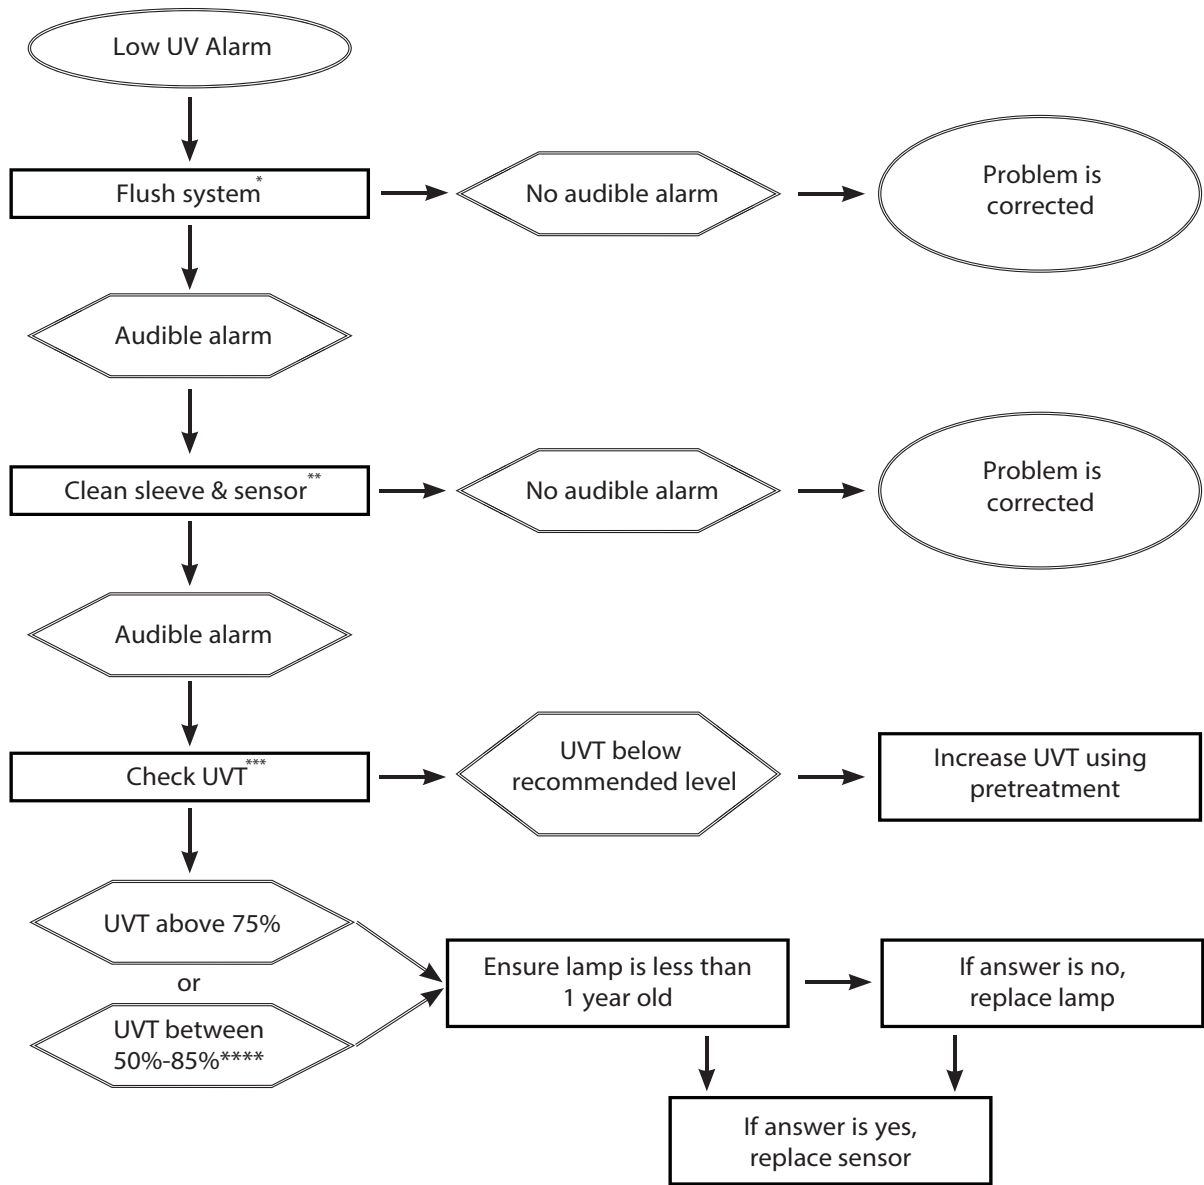 Low UV Alarm
Flush system*
No audible alarm
Problem is
corrected
Audible alarm
Clean sleeve & sensor**
No audible alarm
Problem is
corrected
Audible alarm
Check UVT***
UVT below
recommended level
Increase UVT using
pretreatment
UVT above 75%
or
UVT between
50%-85%****
Ensure lamp is less than
1 year old
If answer is no,
replace lamp
If answer is yes,
replace sensor